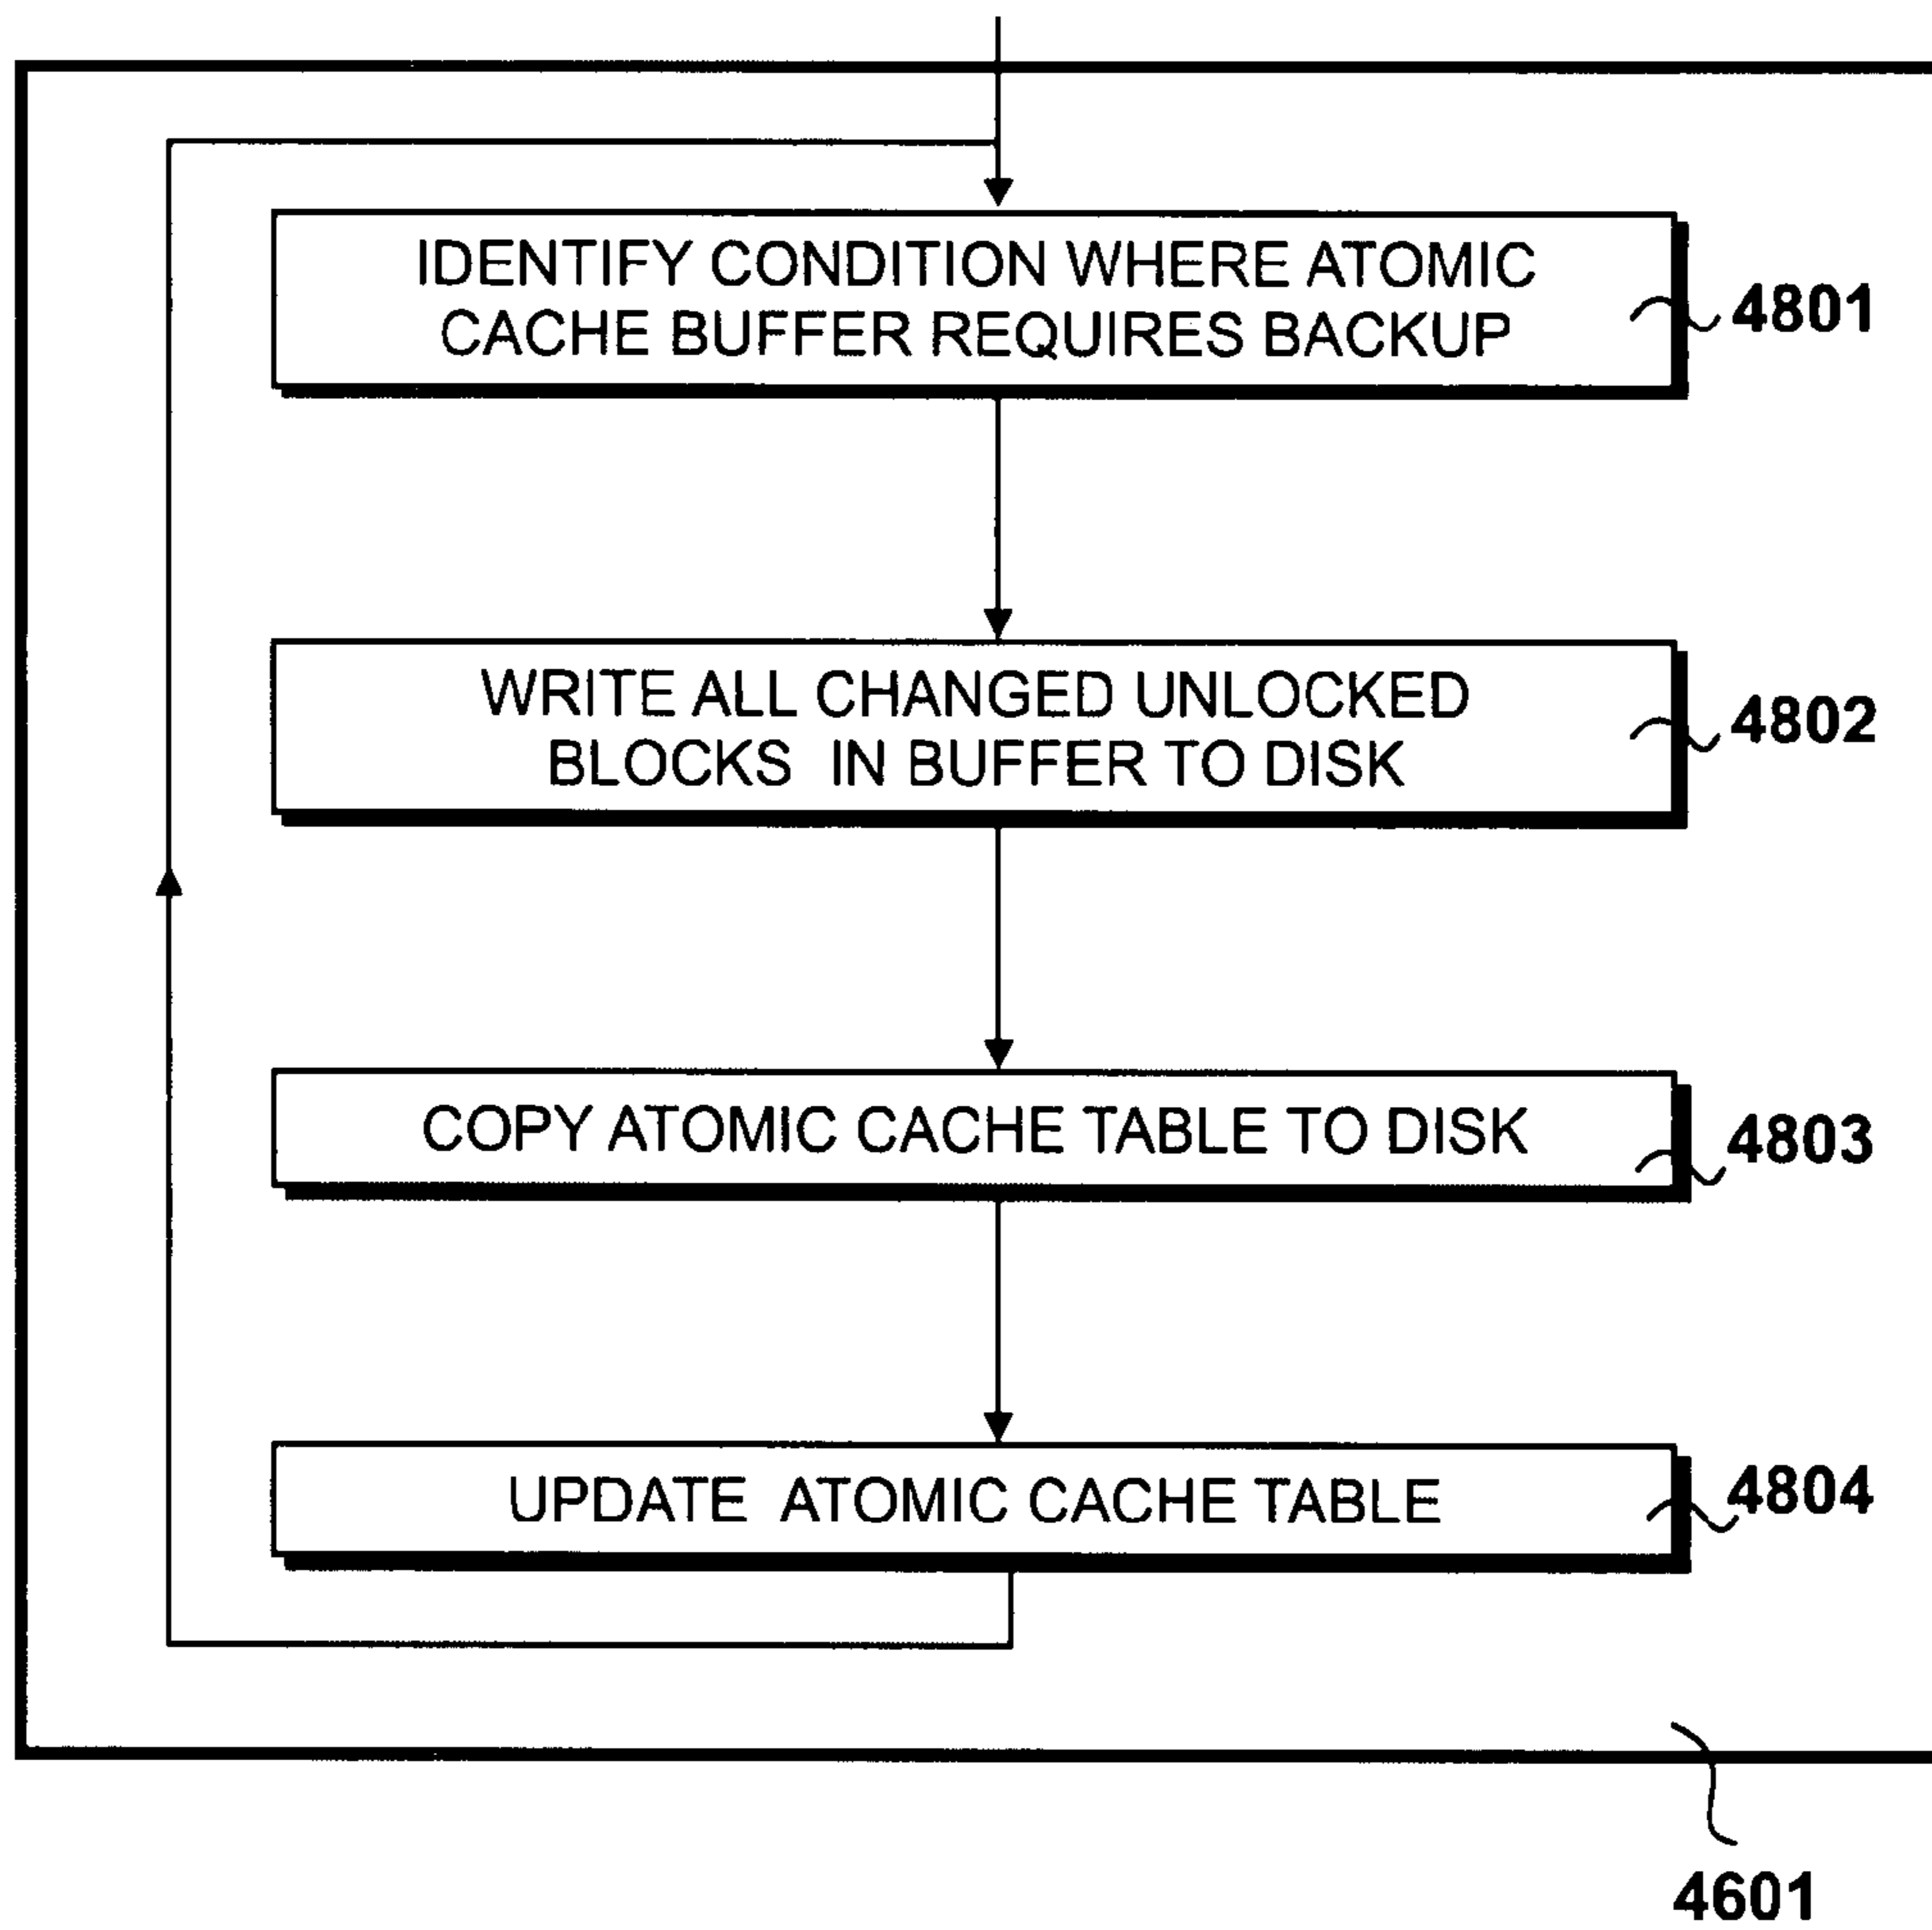 IDENTIFY CONDITION WHERE ATOMIC
CACHE BUFFER REQUIRES BACKUP
4801
WRITE ALL CHANGED UNLOCKED
BLOCKS IN BUFFER TO DISK
4802
COPY ATOMIC CACHE TABLE TO DISK
4803
UPDATE ATOMIC CACHE TABLE
4804
4601